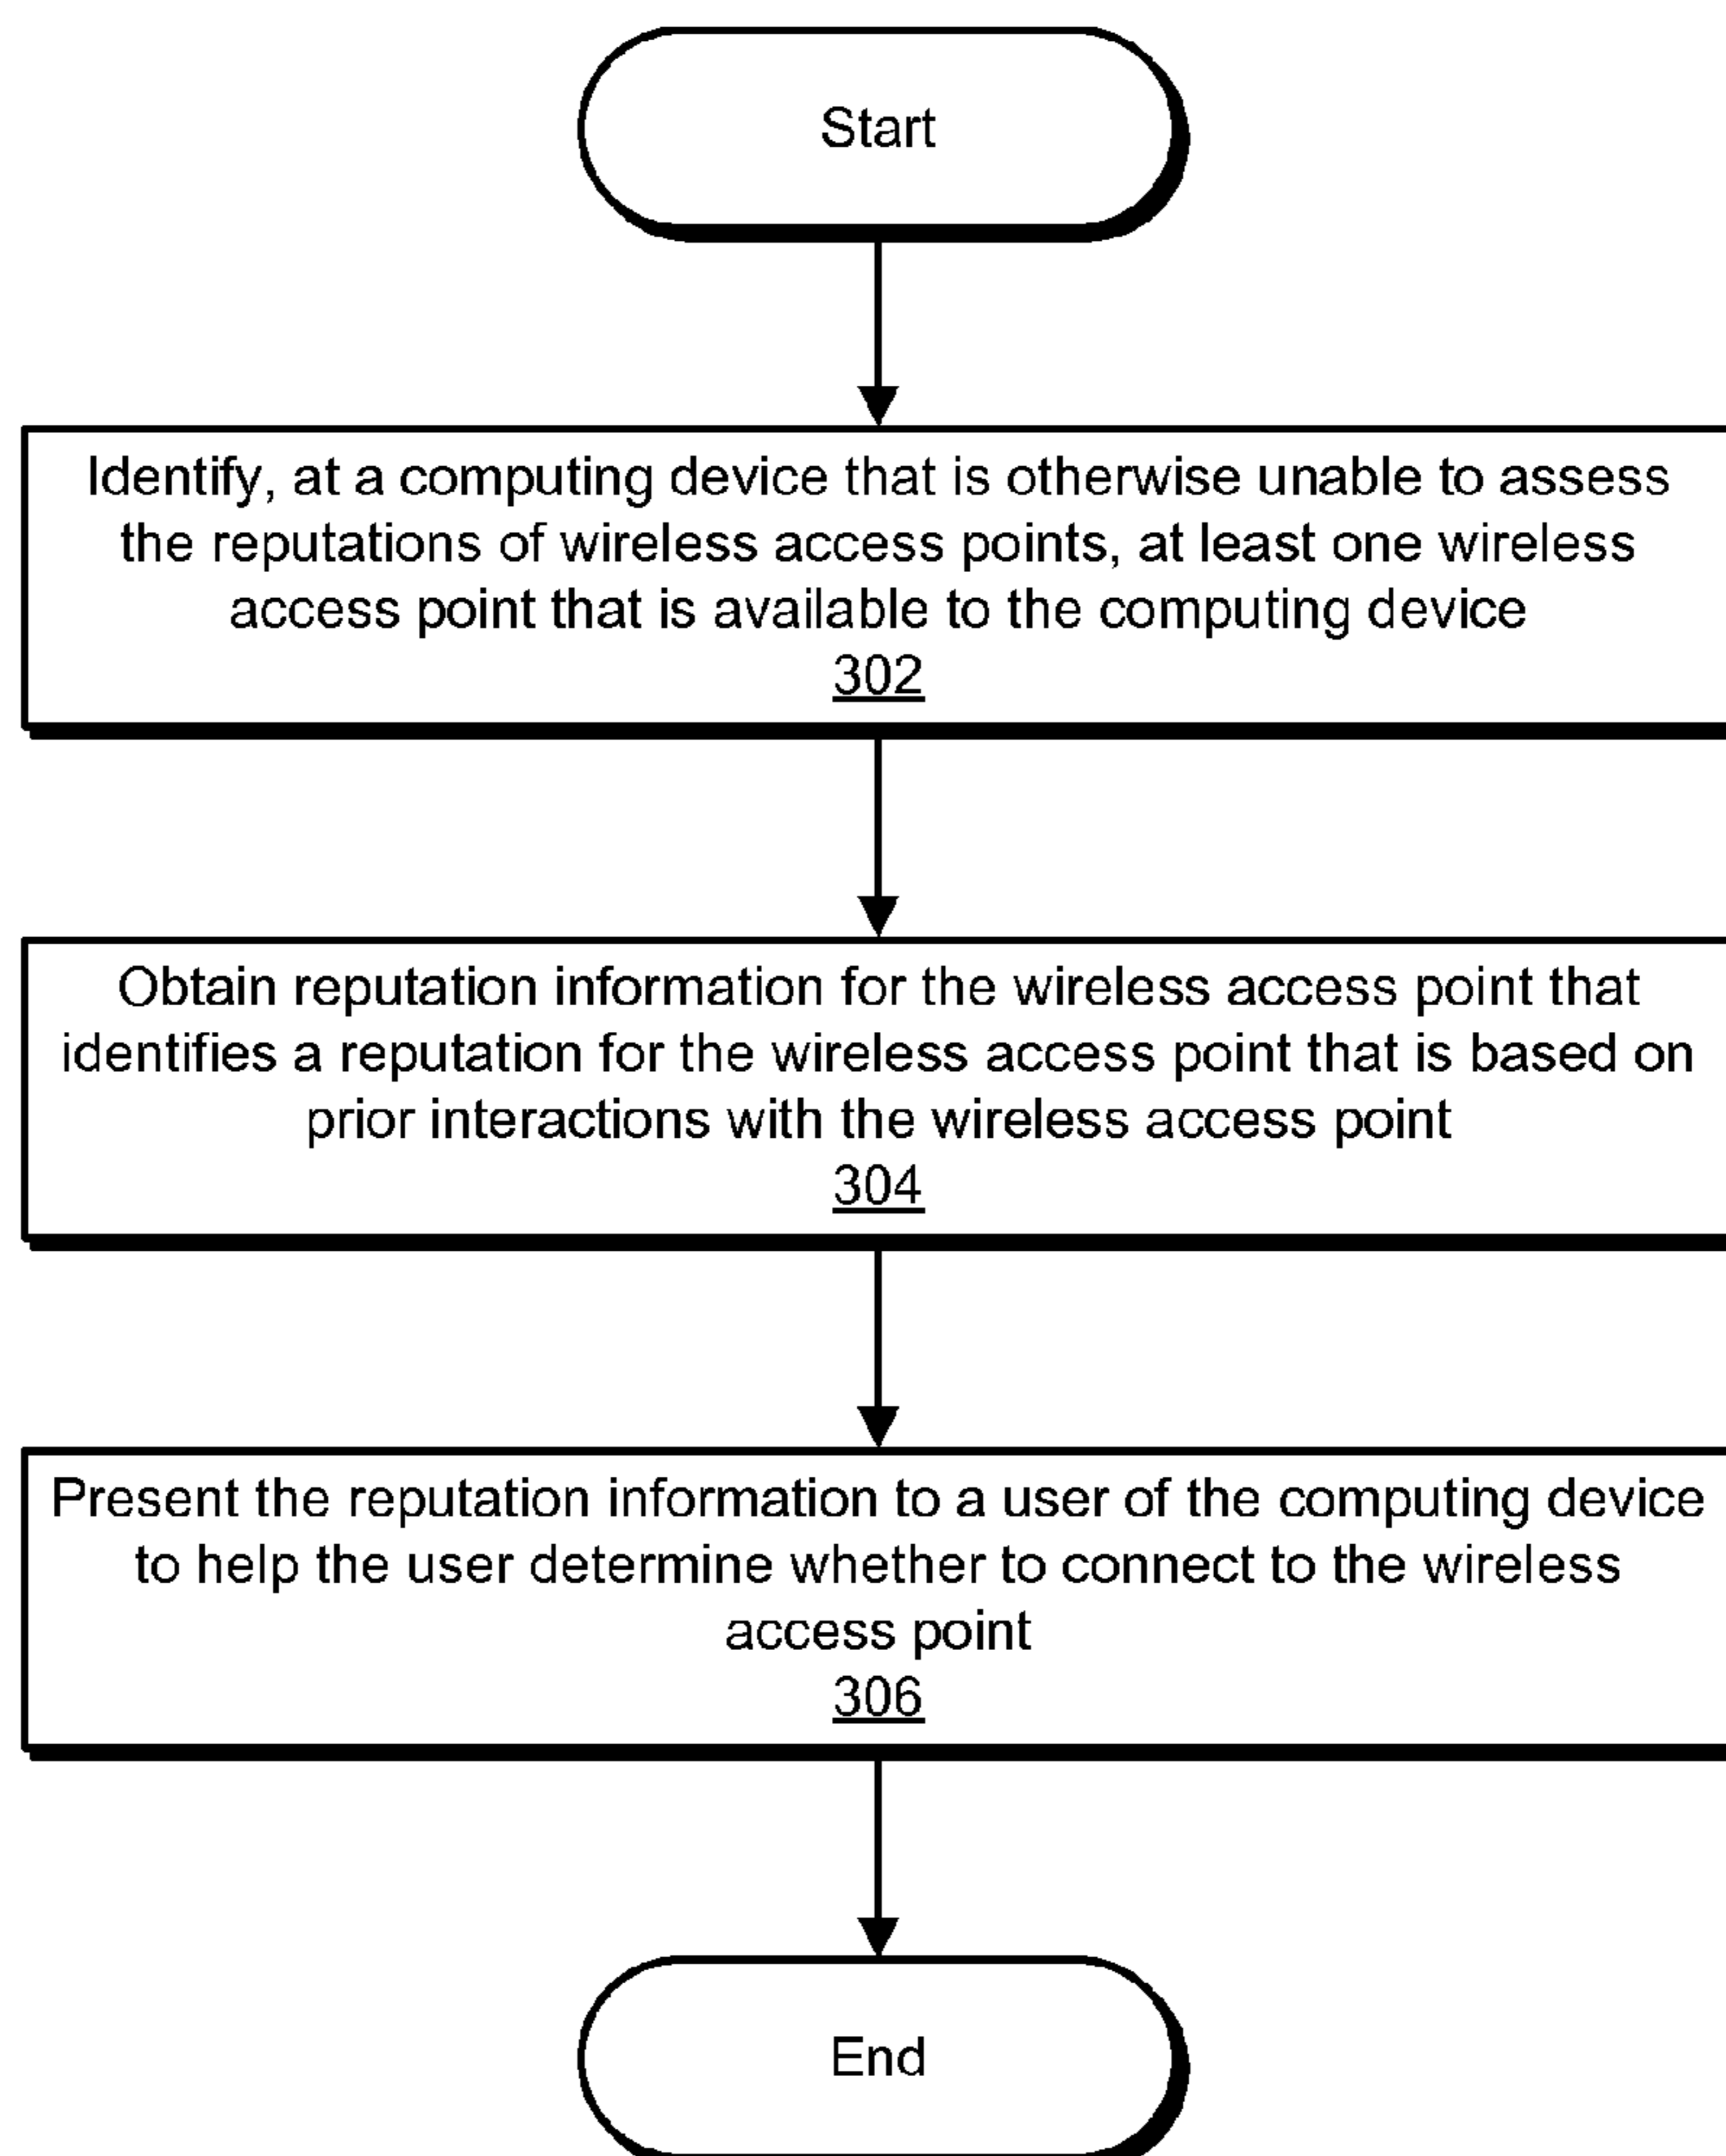 Start
Identify, at a computing device that is otherwise unable to assess
the reputations of wireless access points, at least one wireless
access point that is available to the computing device
302
Obtain reputation information for the wireless access point that
identifies a reputation for the wireless access point that is based on
prior interactions with the wireless access point
304
Present the reputation information to a user of the computing device
to help the user determine whether to connect to the wireless
access point
306
End